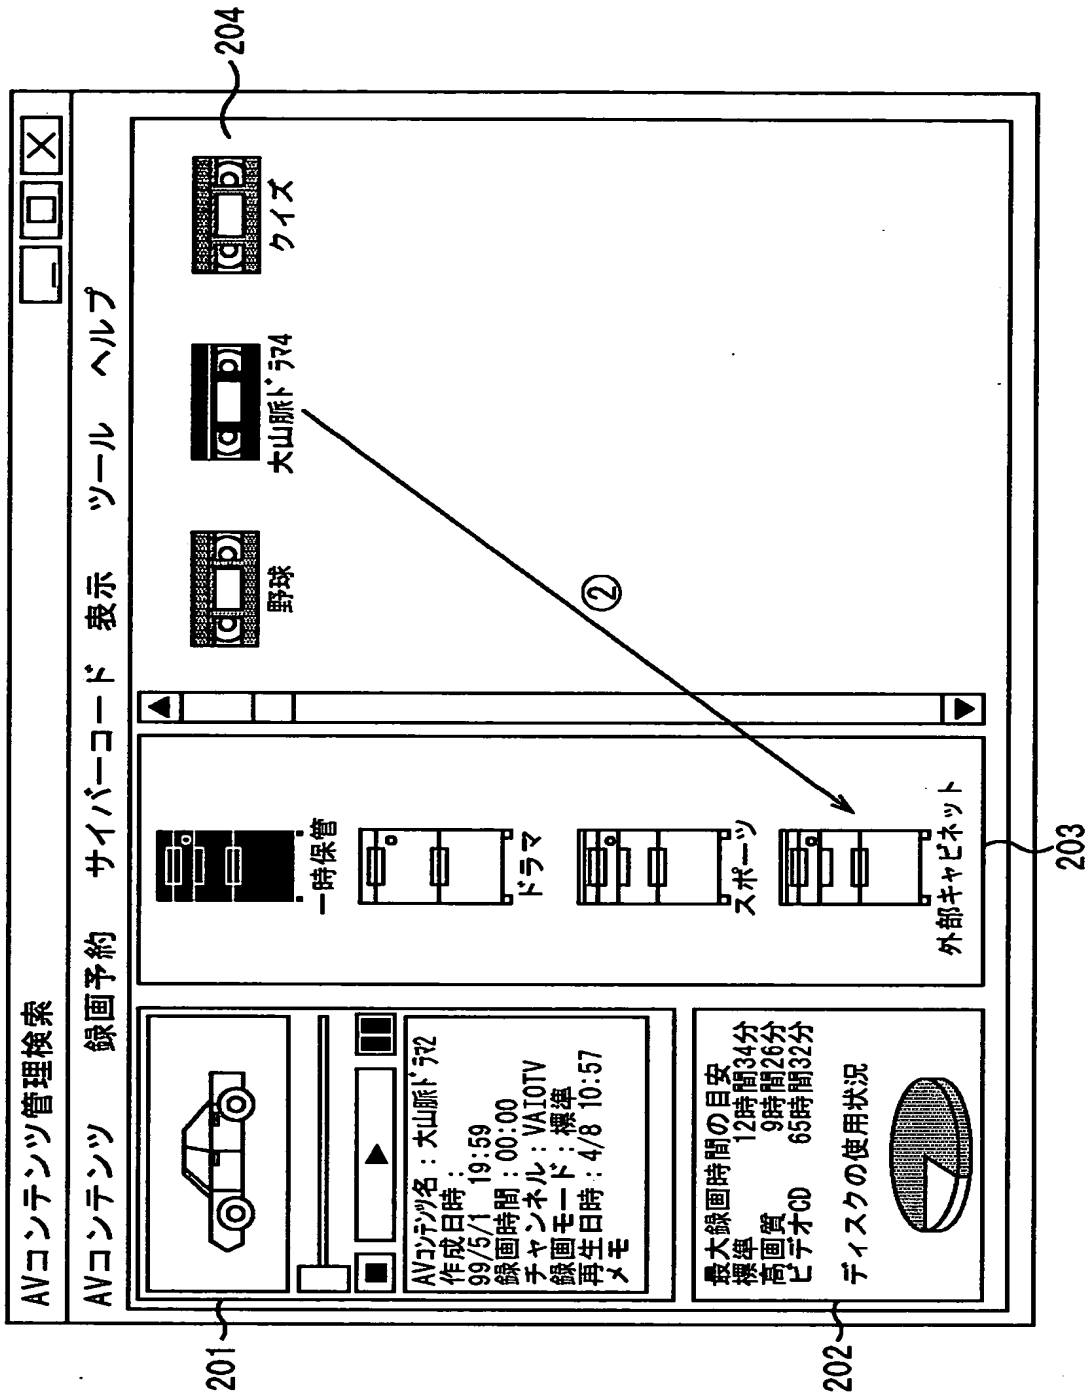 AVコンテンツ管理検索
AVコンテンツ 録画予約 サイバーコード 表示 ツール ヘルプ
201
AVコンテンツ名：大山脈ドラマ2
作成日時：
99/5/1 19:59
録画時間：00:00
チャンネル：VAIOTV
録画モード：標準
再生日時：4/8 10:57
メモ
202
最大録画時間の目安
標準 12時間34分
高画質 9時間26分
ビデオCD 65時間32分
ディスクの使用状況
一時保管
ドラマ
スポーツ
外部キャビネット
203
②
野球
大山脈ドラマ4
クイズ
204